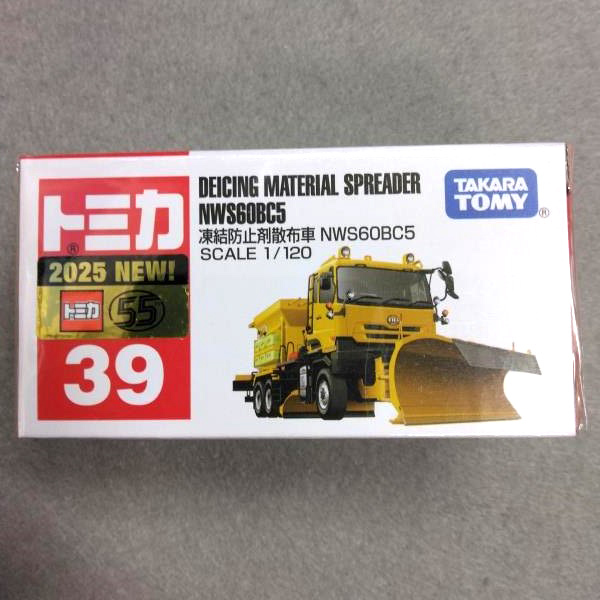 トミカ
®
2025 NEW!
トミカ 55
39
DEICING MATERIAL SPREADER
NWS60BC5
凍結防止剤散布車 NWS60BC5
SCALE 1/120
TAKARA
TOMY
®